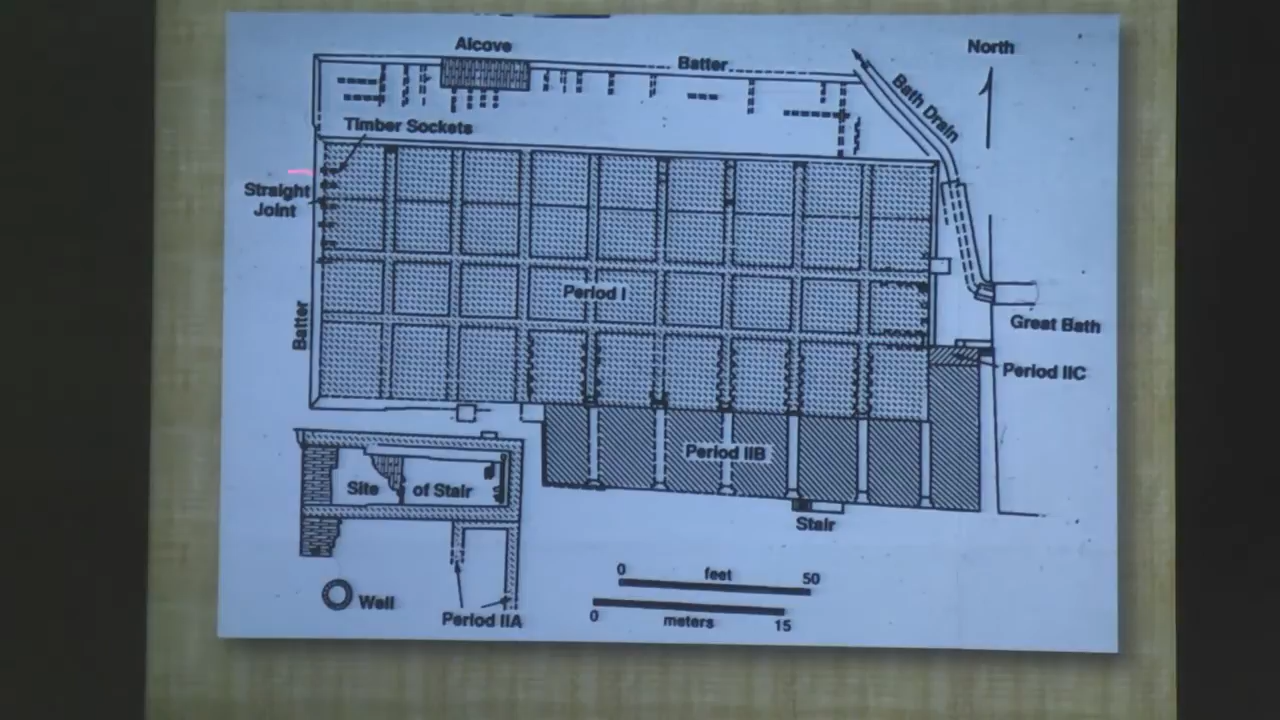 Alcove
Batter
North
Bath Drain
Timber Sockets
Straight
Joint
Period I
Batter
Great Bath
Period IIC
Period IIB
Site of Stair
Stair
0 feet 50
Well
0 meters 15
Period IIA